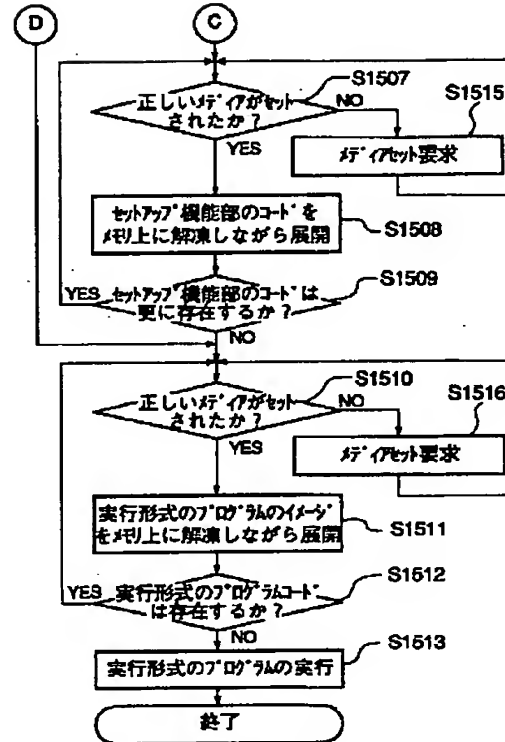 D
C
S1507
正しいメディアがセット
されたか?
NO
S1515
YES
メディアセット要求
セットアップ機能部のコードを
メモリ上に解凍しながら展開
S1508
S1509
YES
セットアップ機能部のコードは
更に存在するか?
NO
S1510
正しいメディアがセット
されたか?
NO
S1516
YES
メディアセット要求
実行形式のプログラムのイメージ
をメモリ上に解凍しながら展開
S1511
S1512
YES
実行形式のプログラムコード
は存在するか?
NO
S1513
実行形式のプログラムの実行
終了